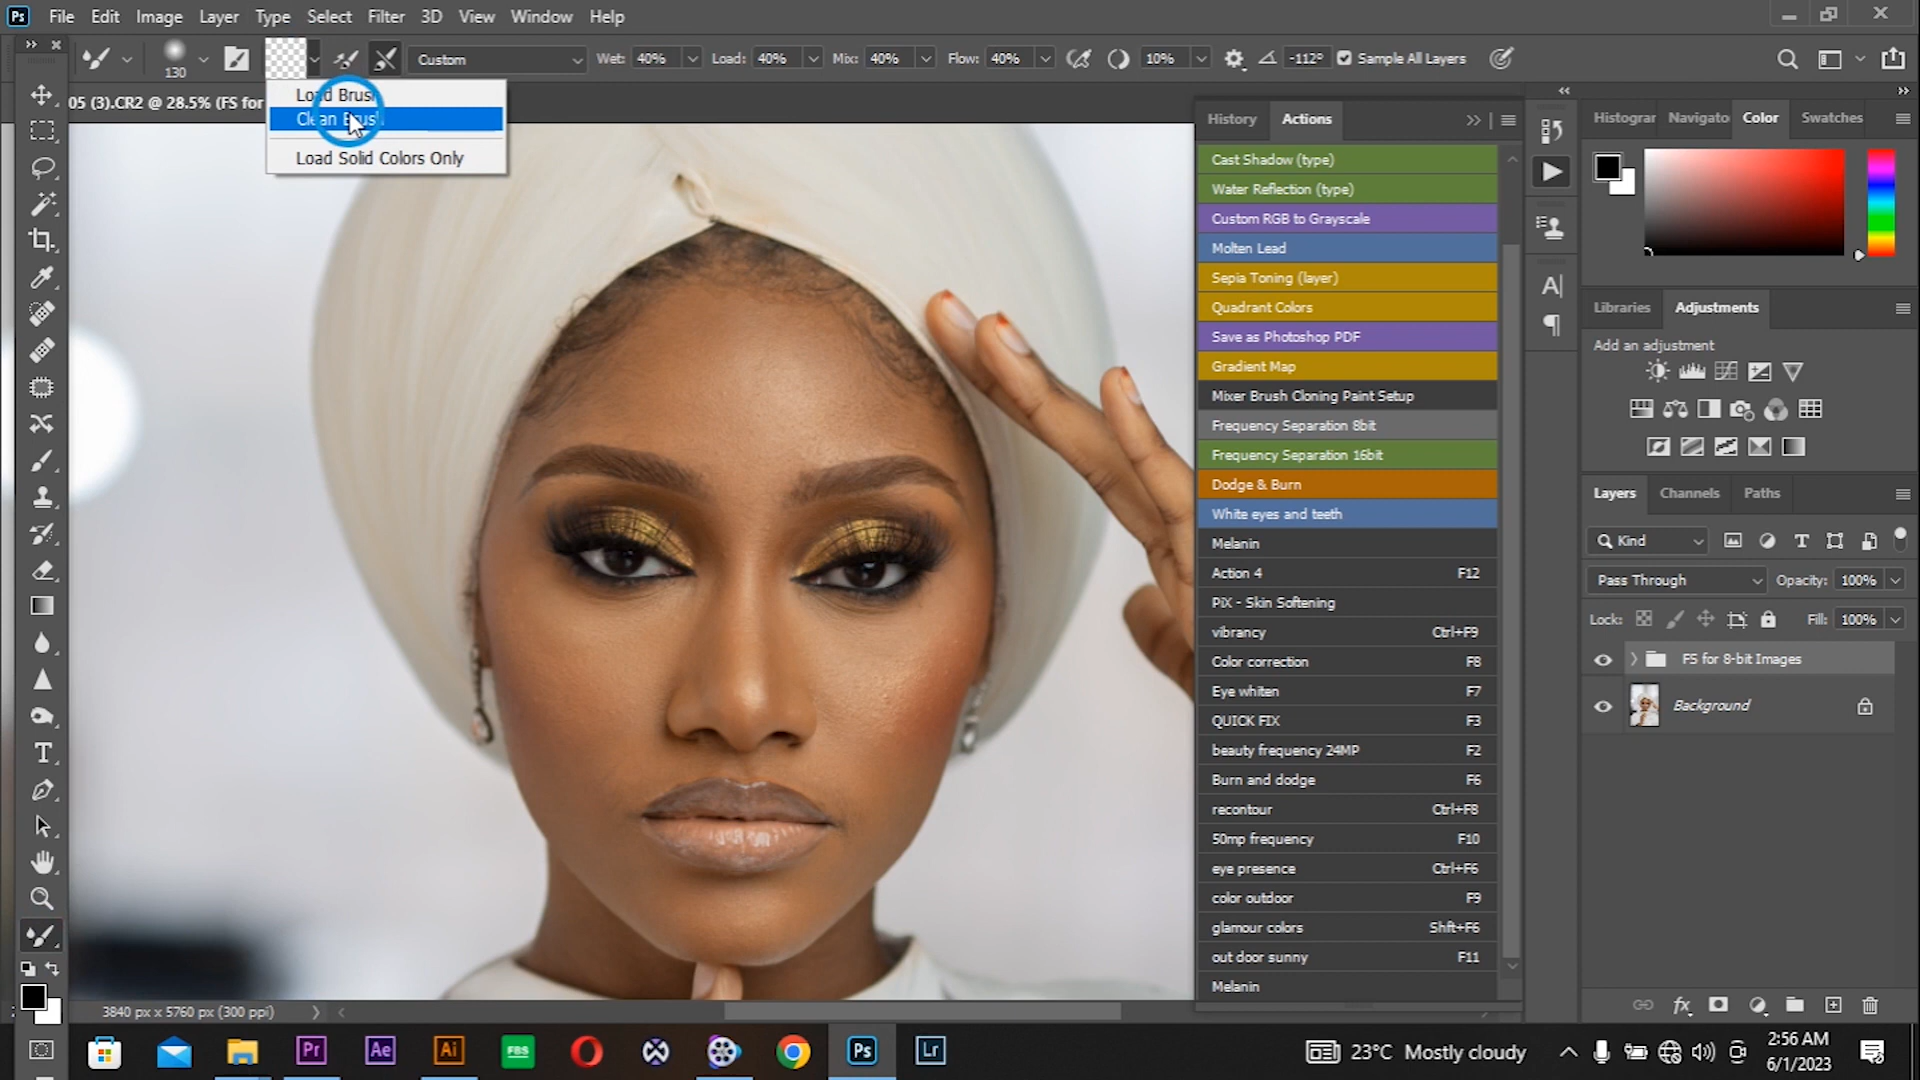 Ps File Edit Image Layer Type Select Filter 3D View Window Help
130 Custom Wet: 40% Load: 40% Mix: 40% Flow: 40% 10% -112° Sample All Layers
05 (3).CR2 @ 28.5% (FS for
Load Brush
Clean Brush
Load Solid Colors Only
History Actions
Cast Shadow (type)
Water Reflection (type)
Custom RGB to Grayscale
Molten Lead
Sepia Toning (layer)
Quadrant Colors
Save as Photoshop PDF
Gradient Map
Mixer Brush Cloning Paint Setup
Frequency Separation 8bit
Frequency Separation 16bit
Dodge & Burn
White eyes and teeth
Melanin
Action 4 F12
PiX - Skin Softening
vibrancy Ctrl+F9
Color correction F8
Eye whiten F7
QUICK FIX F3
beauty frequency 24MP F2
Burn and dodge F6
recontour Ctrl+F8
50mp frequency F10
eye presence Ctrl+F6
color outdoor F9
glamour colors Shft+F6
out door sunny F11
Melanin
Histogran Navigato Color Swatches
Libraries Adjustments
Add an adjustment
Layers Channels Paths
Kind
Pass Through Opacity: 100%
Lock: Fill: 100%
FS for 8-bit Images
Background
3840 px x 5760 px (300 ppi)
Pr Ae Ai FBS Ps Lr
23°C Mostly cloudy
2:56 AM
6/1/2023